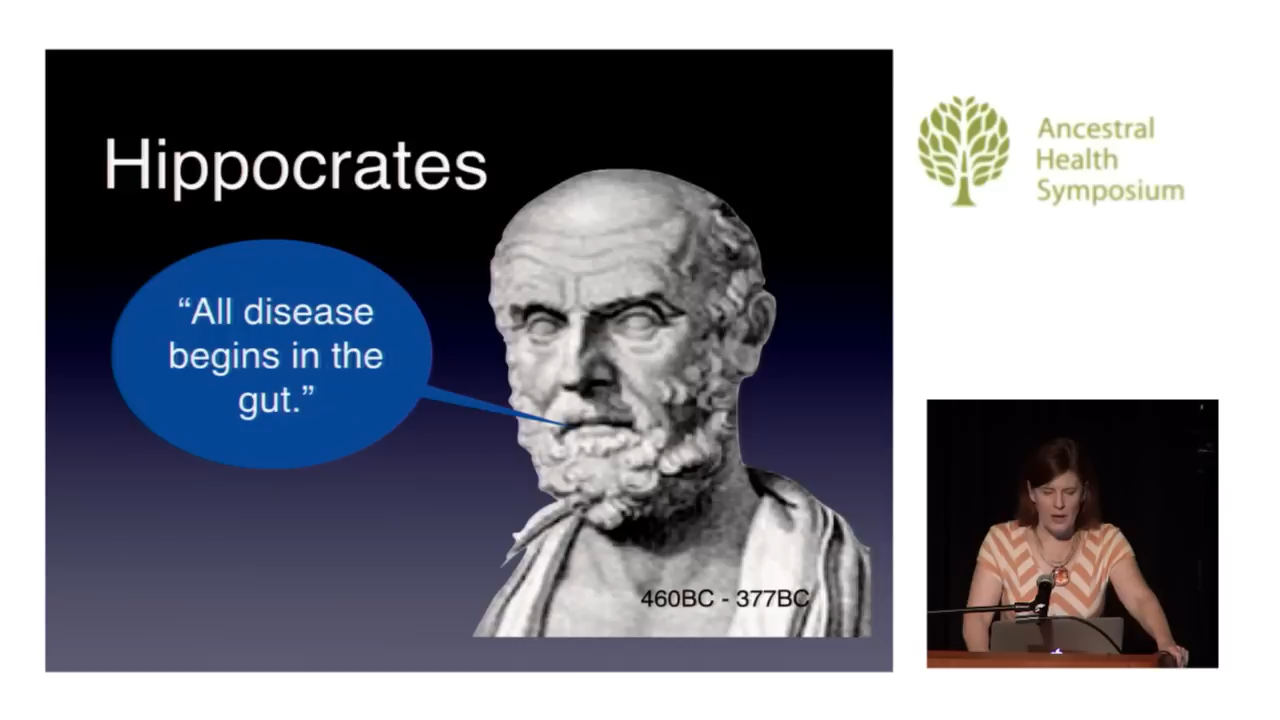 Hippocrates
“All disease
begins in the
gut.”
460BC - 377BC
Ancestral
Health
Symposium